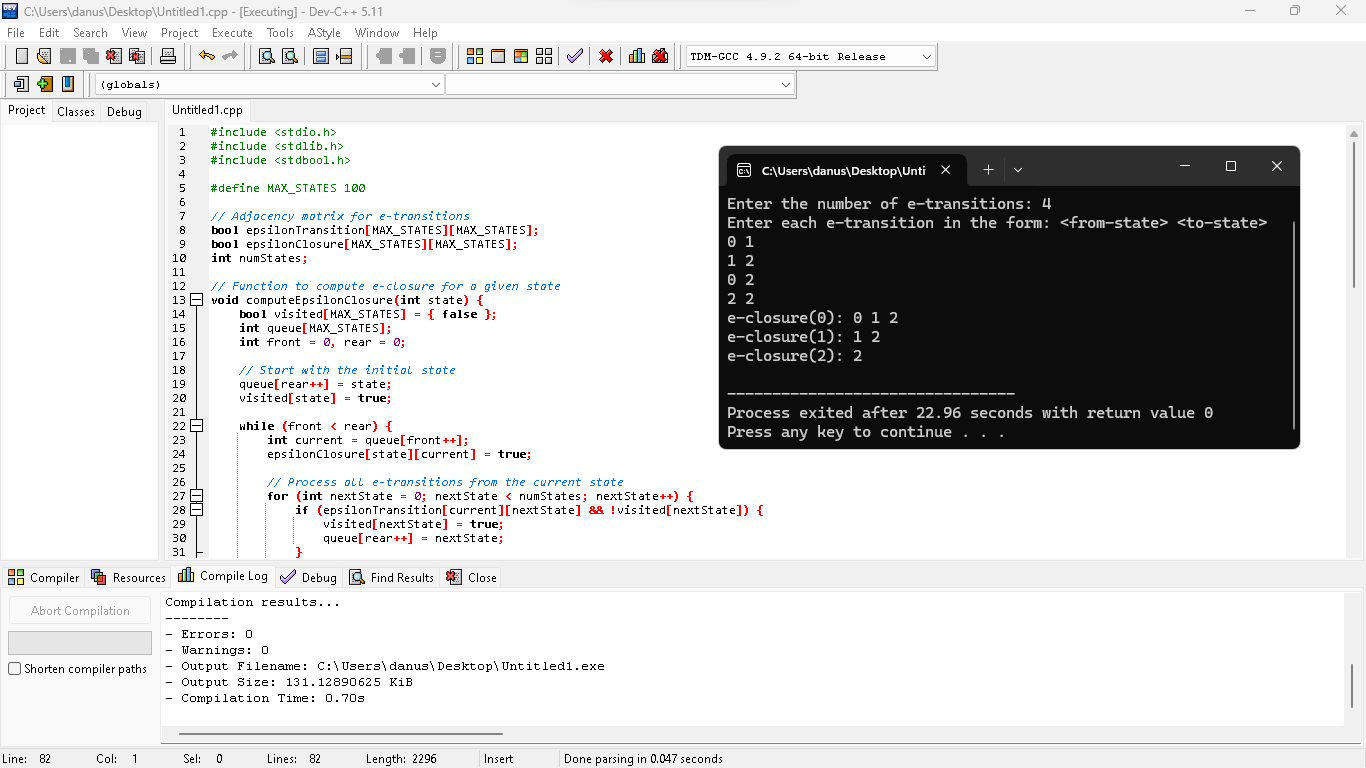 C:\Users\danus\Desktop\Untitled1.cpp - [Executing] - Dev-C++ 5.11
File Edit Search View Project Execute Tools AStyle Window Help
TDM-GCC 4.9.2 64-bit Release
(globals)
Project Classes Debug
Untitled1.cpp
1 #include <stdio.h>
2 #include <stdlib.h>
3 #include <stdbool.h>
4
5 #define MAX_STATES 100
6
7 // Adjacency matrix for e-transitions
8 bool epsilonTransition[MAX_STATES][MAX_STATES];
9 bool epsilonClosure[MAX_STATES][MAX_STATES];
10 int numStates;
11
12 // Function to compute e-closure for a given state
13 void computeEpsilonClosure(int state) {
14 bool visited[MAX_STATES] = { false };
15 int queue[MAX_STATES];
16 int front = 0, rear = 0;
17
18 // Start with the initial state
19 queue[rear++] = state;
20 visited[state] = true;
21
22 while (front < rear) {
23 int current = queue[front++];
24 epsilonClosure[state][current] = true;
25
26 // Process all e-transitions from the current state
27 for (int nextState = 0; nextState < numStates; nextState++) {
28 if (epsilonTransition[current][nextState] && !visited[nextState]) {
29 visited[nextState] = true;
30 queue[rear++] = nextState;
31 }
C:\Users\danus\Desktop\Unti
Enter the number of e-transitions: 4
Enter each e-transition in the form: <from-state> <to-state>
0 1
1 2
0 2
2 2
e-closure(0): 0 1 2
e-closure(1): 1 2
e-closure(2): 2
--------------------------------
Process exited after 22.96 seconds with return value 0
Press any key to continue . . .
Compiler Resources Compile Log Debug Find Results Close
Abort Compilation
Shorten compiler paths
Compilation results...
--------
- Errors: 0
- Warnings: 0
- Output Filename: C:\Users\danus\Desktop\Untitled1.exe
- Output Size: 131.12890625 KiB
- Compilation Time: 0.70s
Line: 82 Col: 1 Sel: 0 Lines: 82 Length: 2296 Insert Done parsing in 0.047 seconds